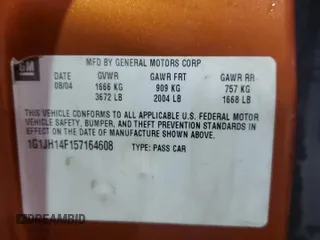 GM
MFD BY GENERAL MOTORS CORP
DATE GVWR GAWR FRT GAWR RR
08/04 1666 KG 909 KG 757 KG
3672 LB 2004 LB 1668 LB
THIS VEHICLE CONFORMS TO ALL APPLICABLE U.S. FEDERAL MOTOR
VEHICLE SAFETY, BUMPER, AND THEFT PREVENTION STANDARDS IN
EFFECT ON THE DATE OF MANUFACTURE SHOWN ABOVE.
1G1JH14F157164608 TYPE: PASS CAR
DREAMBID